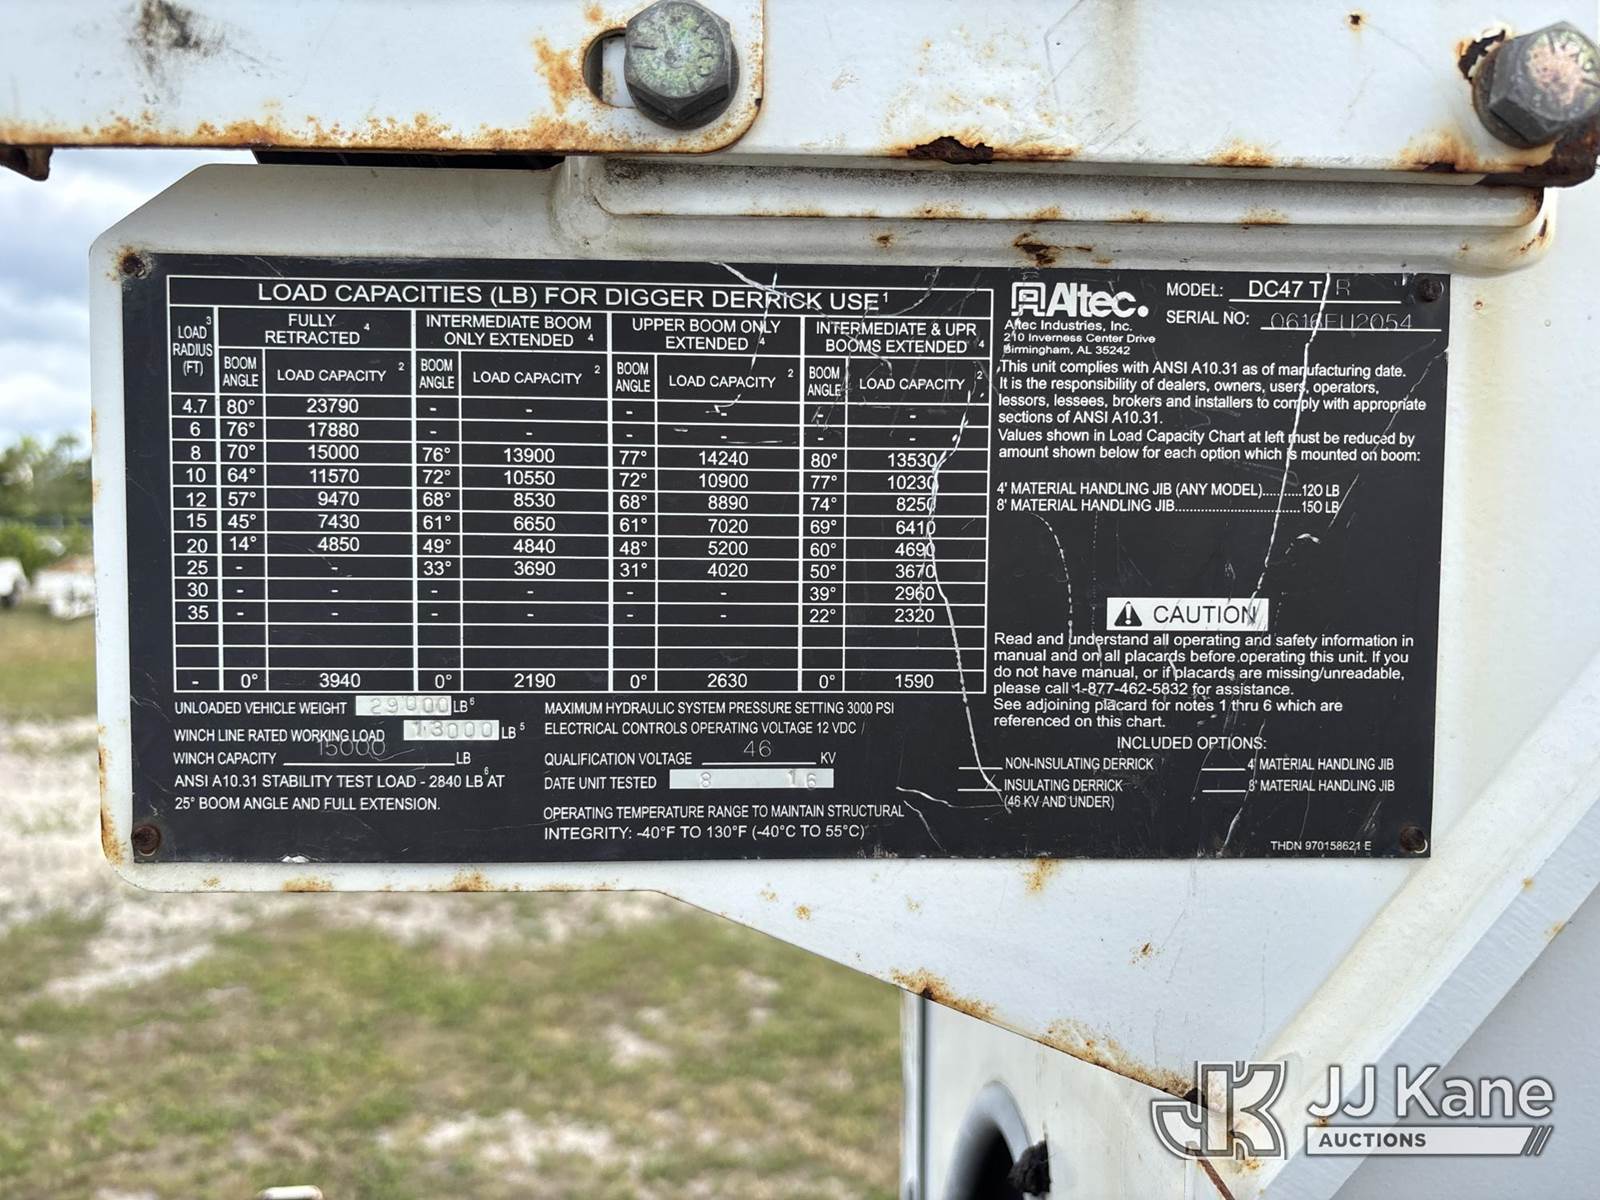 LOAD CAPACITIES (LB) FOR DIGGER DERRICK USE 1
LOAD 3 RADIUS (FT)
FULLY RETRACTED 4
INTERMEDIATE BOOM ONLY EXTENDED 4
UPPER BOOM ONLY EXTENDED 4
INTERMEDIATE & UPR BOOMS EXTENDED 4
BOOM ANGLE LOAD CAPACITY 2 BOOM ANGLE LOAD CAPACITY 2 BOOM ANGLE LOAD CAPACITY 2 BOOM ANGLE LOAD CAPACITY 2
4.7 80° 23790 - - - - - -
6 76° 17880 - - - - - -
8 70° 15000 76° 13900 77° 14240 80° 13530
10 64° 11570 72° 10550 72° 10900 77° 10230
12 57° 9470 68° 8530 68° 8890 74° 8250
15 45° 7430 61° 6650 61° 7020 69° 6410
20 14° 4850 49° 4840 48° 5200 60° 4690
25 - - 33° 3690 31° 4020 50° 3670
30 - - - - - - 39° 2960
35 - - - - - - 22° 2320
- 0° 3940 0° 2190 0° 2630 0° 1590
UNLOADED VEHICLE WEIGHT 29000 LB 6
WINCH LINE RATED WORKING LOAD 13000 LB 5
WINCH CAPACITY 15000 LB
ANSI A10.31 STABILITY TEST LOAD - 2840 LB 6 AT
25° BOOM ANGLE AND FULL EXTENSION.
MAXIMUM HYDRAULIC SYSTEM PRESSURE SETTING 3000 PSI
ELECTRICAL CONTROLS OPERATING VOLTAGE 12 VDC
QUALIFICATION VOLTAGE 46 KV
DATE UNIT TESTED 8 16
OPERATING TEMPERATURE RANGE TO MAINTAIN STRUCTURAL
INTEGRITY: -40°F TO 130°F (-40°C TO 55°C)
Altec.
Altec Industries, Inc.
210 Inverness Center Drive
Birmingham, AL 35242
MODEL: DC47 TR
SERIAL NO: 0616EU2054
This unit complies with ANSI A10.31 as of manufacturing date.
It is the responsibility of dealers, owners, users, operators,
lessors, lessees, brokers and installers to comply with appropriate
sections of ANSI A10.31.
Values shown in Load Capacity Chart at left must be reduced by
amount shown below for each option which is mounted on boom:
4' MATERIAL HANDLING JIB (ANY MODEL)..........120 LB
8' MATERIAL HANDLING JIB................................150 LB
CAUTION
Read and understand all operating and safety information in
manual and on all placards before operating this unit. If you
do not have manual, or if placards are missing/unreadable,
please call 1-877-462-5832 for assistance.
See adjoining placard for notes 1 thru 6 which are
referenced on this chart.
INCLUDED OPTIONS:
NON-INSULATING DERRICK
INSULATING DERRICK
(46 KV AND UNDER)
4' MATERIAL HANDLING JIB
8' MATERIAL HANDLING JIB
THDN 970158621 E
JK JJ Kane
AUCTIONS